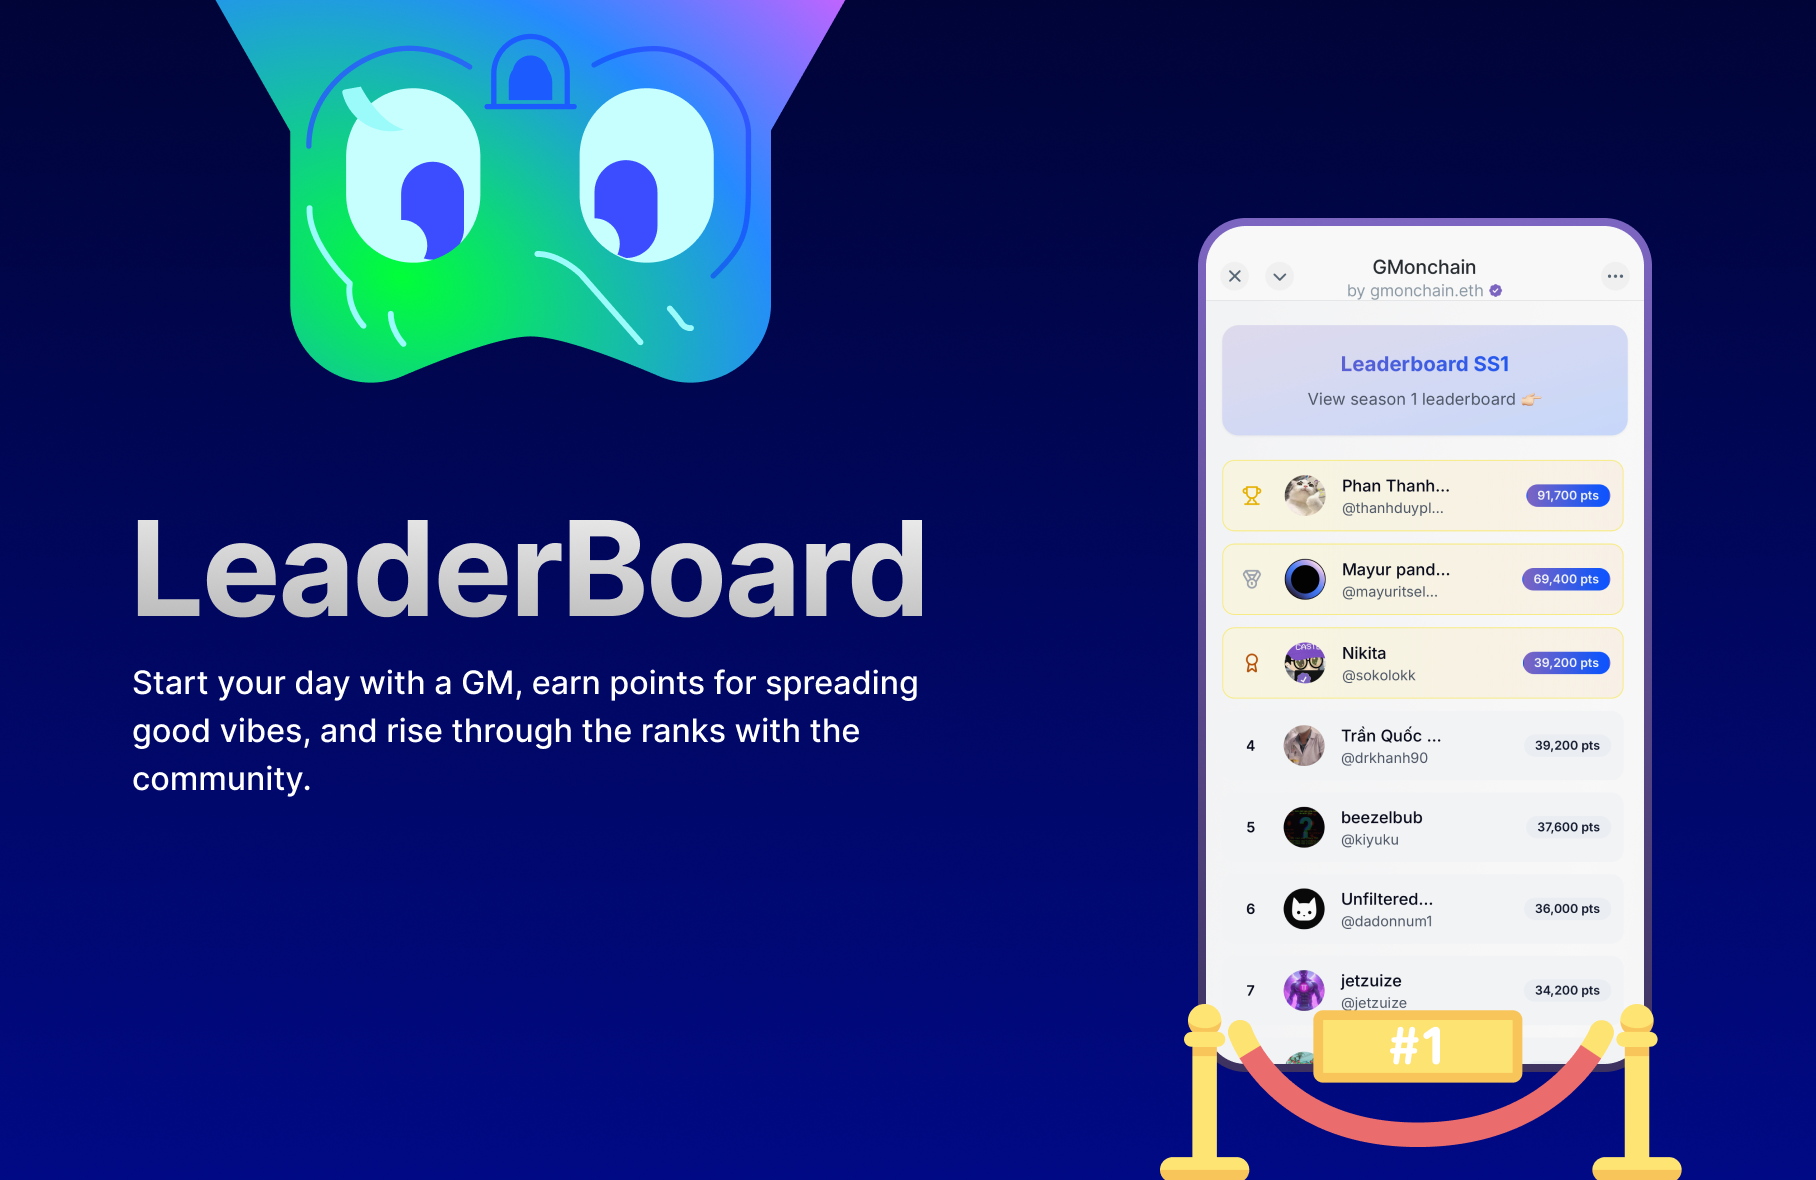 LeaderBoard
Start your day with a GM, earn points for spreading
good vibes, and rise through the ranks with the
community.
GMonchain
by gmonchain.eth
Leaderboard SS1
View season 1 leaderboard 👉🏻
Phan Thanh...
@thanhduypl...
91,700 pts
Mayur pand...
@mayuritsel...
69,400 pts
Nikita
@sokolokk
39,200 pts
4
Trần Quốc ...
@drkhanh90
39,200 pts
5
beezelbub
@kiyuku
37,600 pts
6
Unfiltered...
@dadonnum1
36,000 pts
7
jetzuize
@jetzuize
34,200 pts
#1